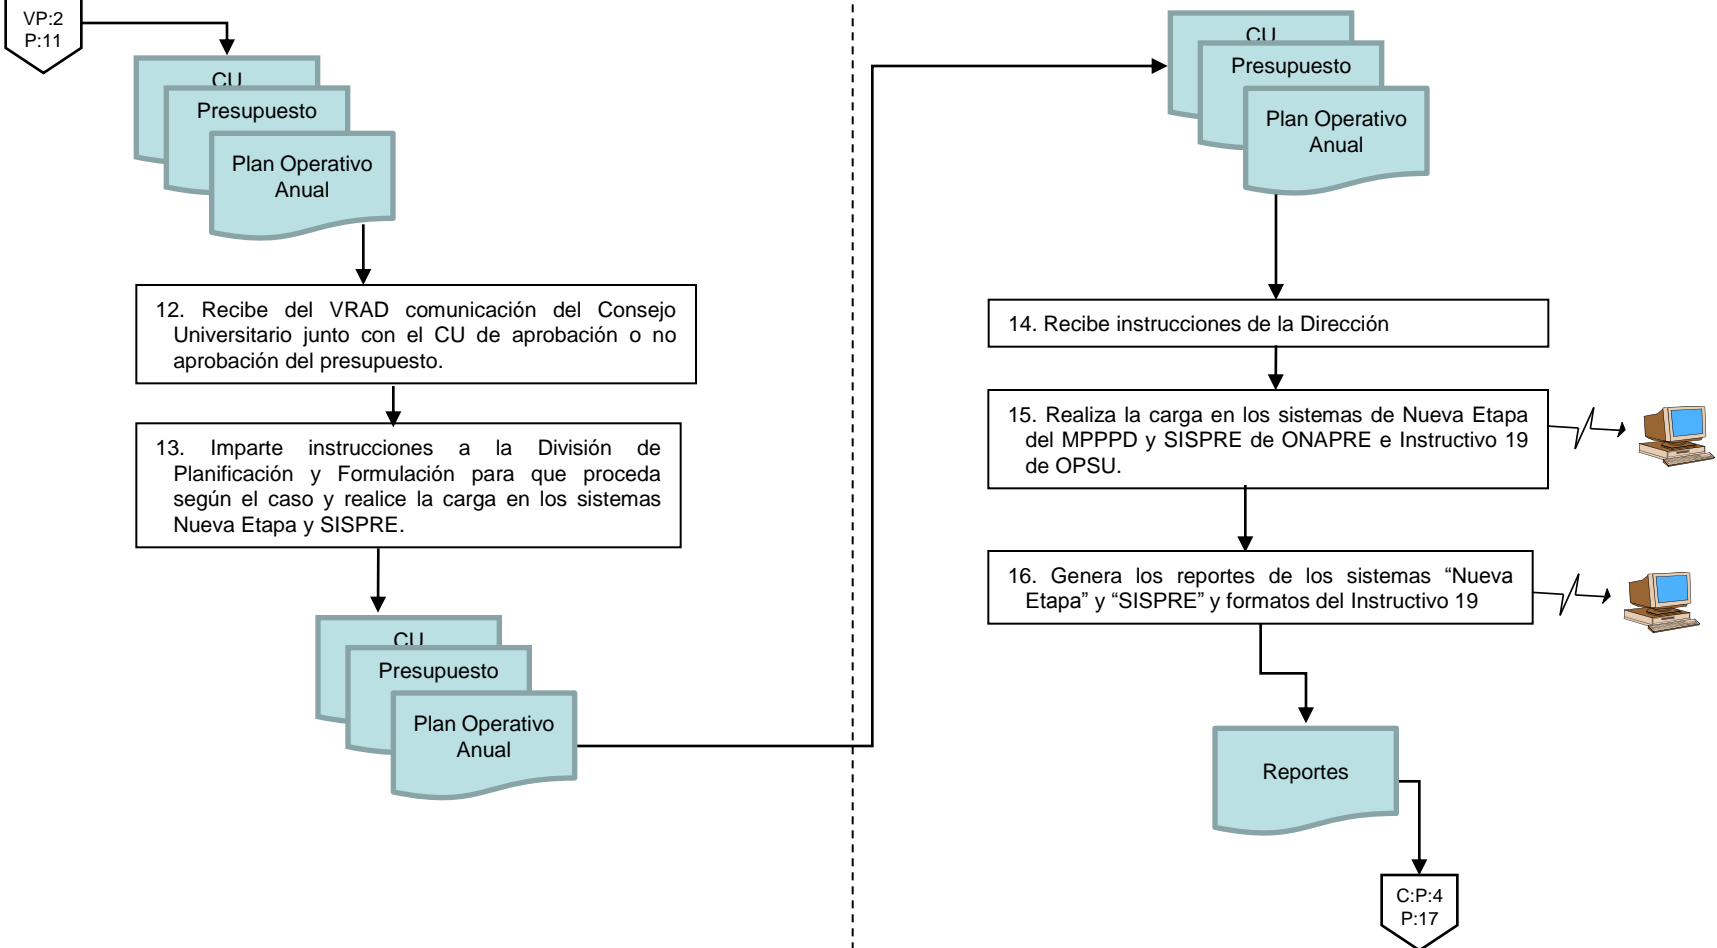 VP:2
P:11
CU
Presupuesto
Plan Operativo
Anual
12. Recibe del VRAD comunicación del Consejo
Universitario junto con el CU de aprobación o no
aprobación del presupuesto.
13. Imparte instrucciones a la División de
Planificación y Formulación para que proceda
según el caso y realice la carga en los sistemas
Nueva Etapa y SISPRE.
CU
Presupuesto
Plan Operativo
Anual
CU
Presupuesto
Plan Operativo
Anual
14. Recibe instrucciones de la Dirección
15. Realiza la carga en los sistemas de Nueva Etapa
del MPPPD y SISPRE de ONAPRE e Instructivo 19
de OPSU.
16. Genera los reportes de los sistemas “Nueva
Etapa” y “SISPRE” y formatos del Instructivo 19
Reportes
C:P:4
P:17